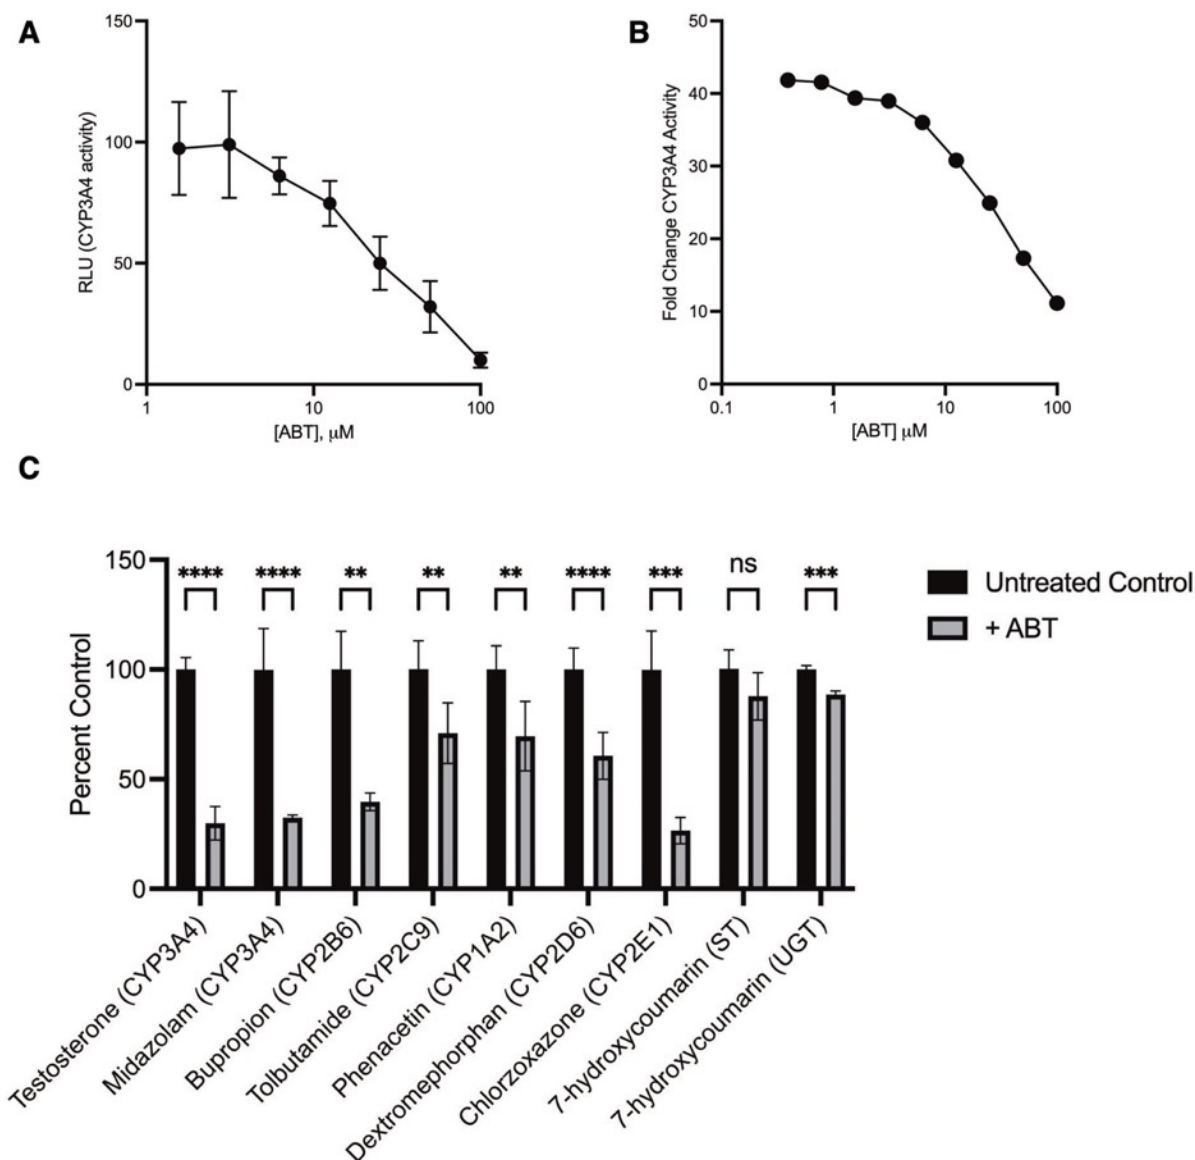 A
150
100
50
0
RLU (CYP3A4 activity)
1
10
100
[ABT], μM
B
50
40
30
20
10
0
Fold Change CYP3A4 Activity
0.1
1
10
100
[ABT] μM
C
150
100
50
0
Percent Control
****
****
**
**
**
****
***
ns
***
Untreated Control
+ ABT
Testosterone (CYP3A4)
Midazolam (CYP3A4)
Bupropion (CYP2B6)
Tolbutamide (CYP2C9)
Phenacetin (CYP1A2)
Dextromephorphan (CYP2D6)
Chlorzoxazone (CYP2E1)
7-hydroxycoumarin (ST)
7-hydroxycoumarin (UGT)